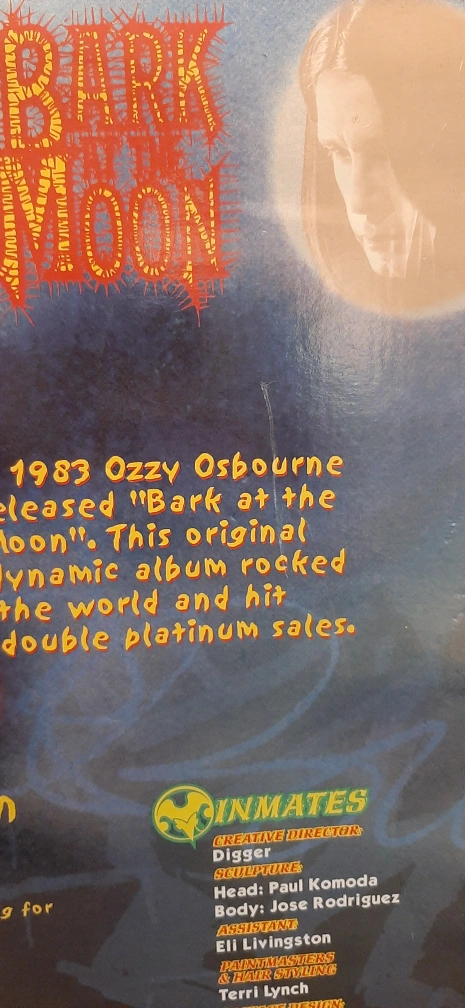 BARK
AT THE
MOON
1983 Ozzy Osbourne
eleased "Bark at the
Moon". This original
dynamic album rocked
the world and hit
double platinum sales.
n
g for
INMATES
CREATIVE DIRECTOR:
Digger
SCULPTURE:
Head: Paul Komoda
Body: Jose Rodriguez
ASSISTANT:
Eli Livingston
PAINTMASTERS
& HAIR STYLING
Terri Lynch